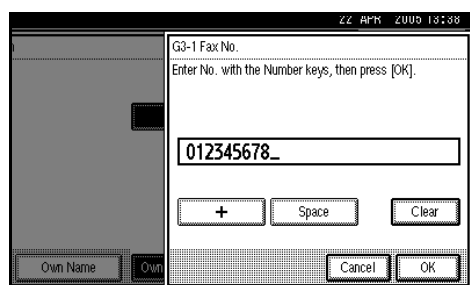 22 APR 2005 13:38
G3-1 Fax No.
Enter No. with the Number keys, then press [OK].
012345678_
+ Space Clear
Own Name Own Cancel OK